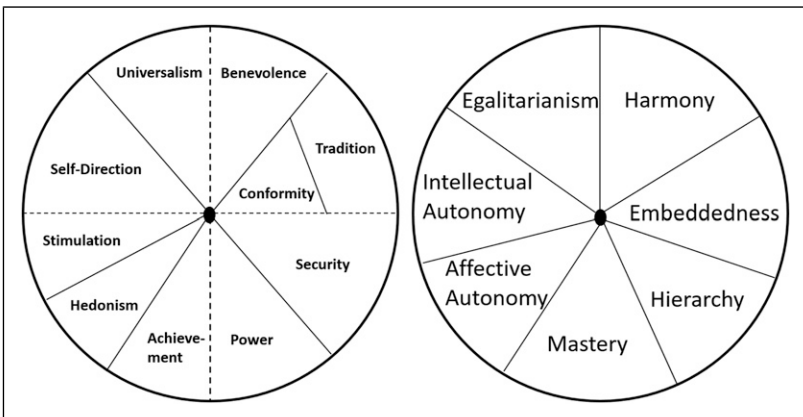 Universalism
Benevolence
Self-Direction
Tradition
Conformity
Stimulation
Security
Hedonism
Achieve-
ment
Power
Egalitarianism
Harmony
Intellectual
Autonomy
Embeddedness
Affective
Autonomy
Hierarchy
Mastery